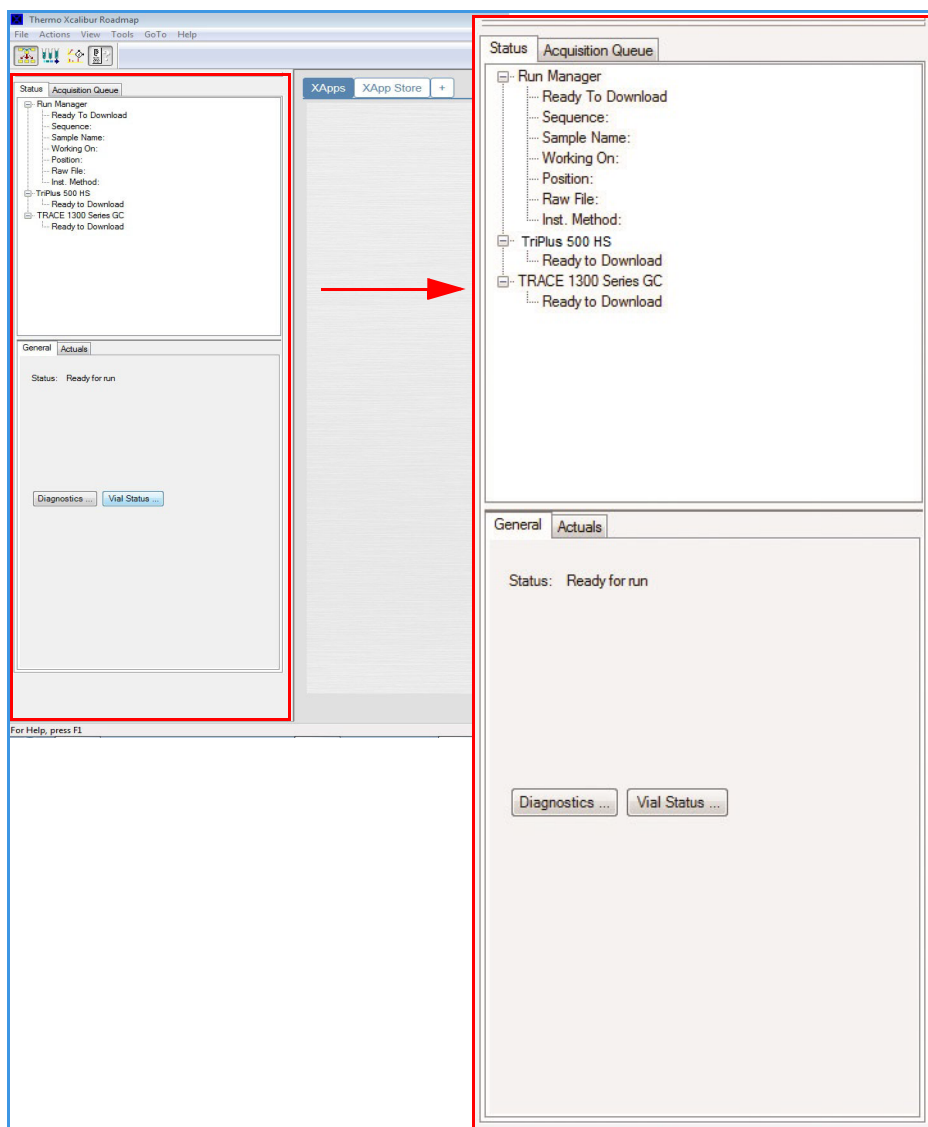 Thermo Xcalibur Roadmap
File Actions View Tools GoTo Help
Status Acquisition Queue
Run Manager
Ready To Download
Sequence:
Sample Name:
Working On:
Position:
Raw File:
Inst. Method:
TriPlus 500 HS
Ready to Download
TRACE 1300 Series GC
Ready to Download
General Actuals
Status: Ready for run
Diagnostics ... Vial Status ...
For Help, press F1
XApps XApp Store +
Status Acquisition Queue
Run Manager
Ready To Download
Sequence:
Sample Name:
Working On:
Position:
Raw File:
Inst. Method:
TriPlus 500 HS
Ready to Download
TRACE 1300 Series GC
Ready to Download
General Actuals
Status: Ready for run
Diagnostics ... Vial Status ...